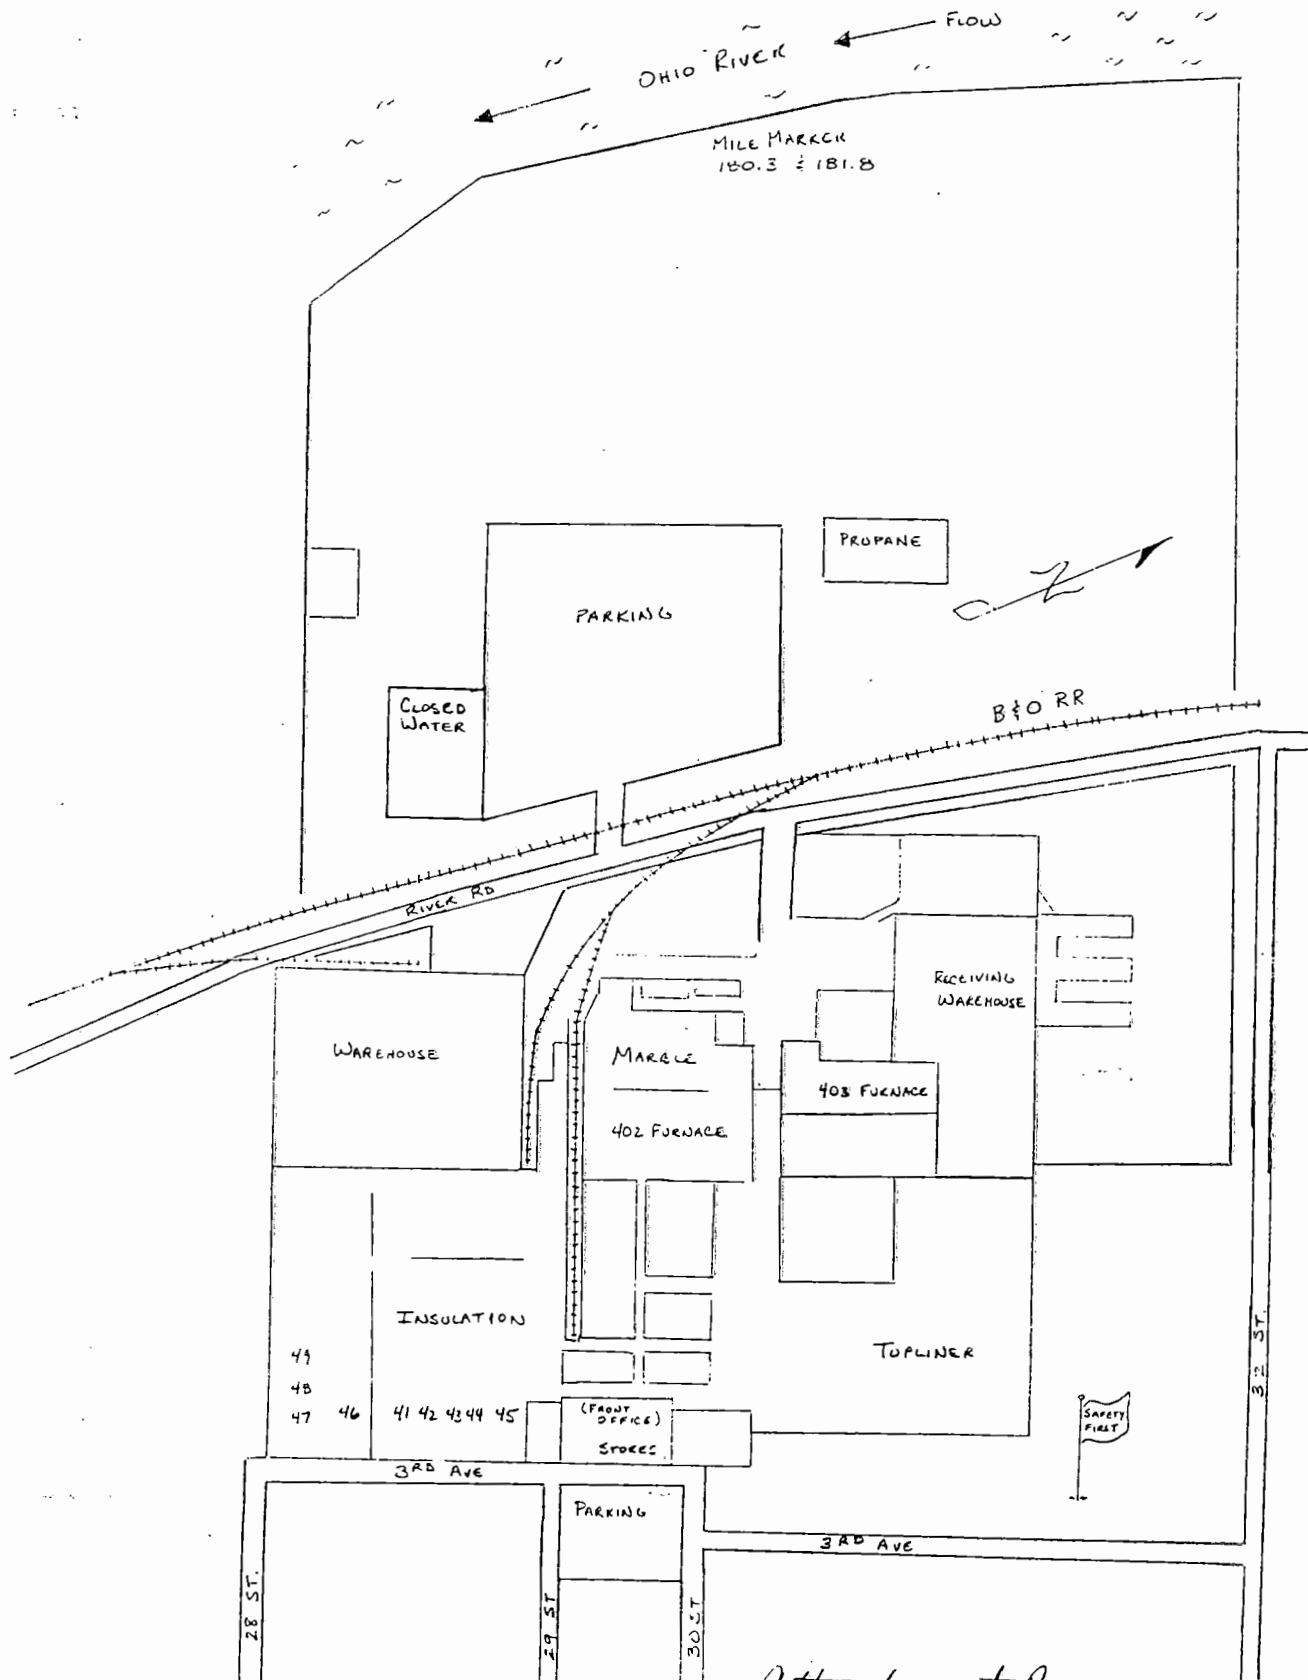 FLOW
OHIO RIVER
MILE MARKER
180.3 & 181.8
PROPANE
PARKING
N
CLOSED
WATER
B&O RR
RIVER RD
RECEIVING
WAREHOUSE
WAREHOUSE
MARBLE
403 FURNACE
402 FURNACE
INSULATION
32 ST.
TOPLINER
49
48
47 46 41 42 43 44 45
(FRONT
OFFICE)
STORES
SAFETY
FIRST
3RD AVE
PARKING
3RD AVE
28 ST.
29 ST
30 ST